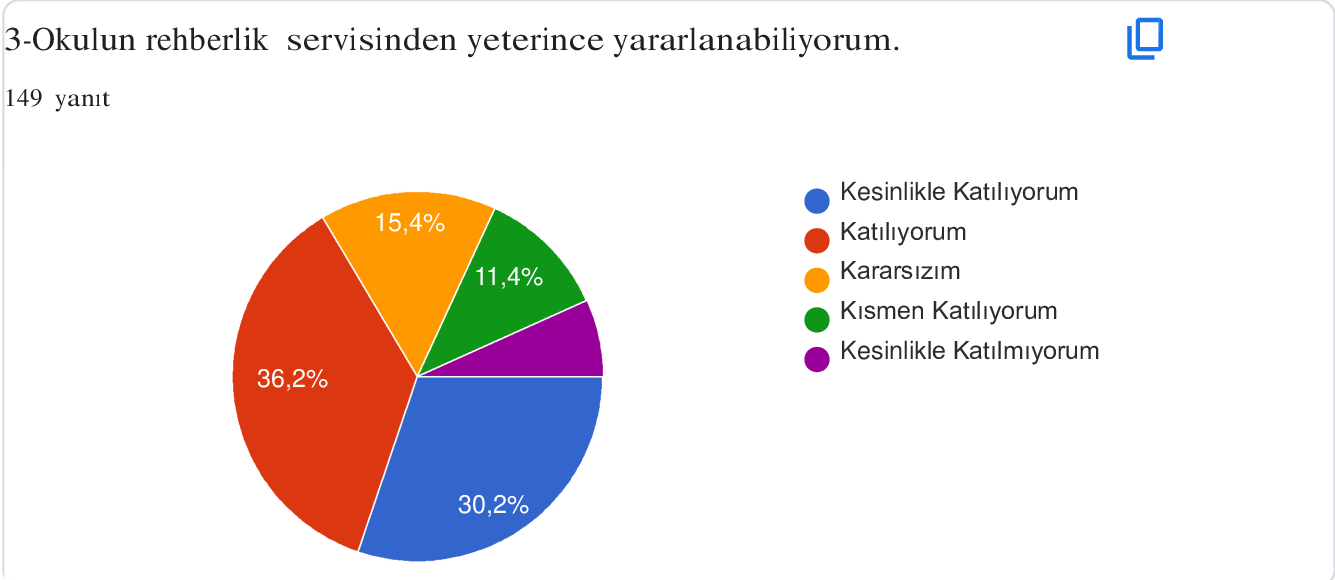 3-Okulun rehberlik servisinden yeterince yararlanabiliyorum.
149 yanıt
15,4%
11,4%
36,2%
30,2%
Kesinlikle Katılıyorum
Katılıyorum
Kararsızım
Kısmen Katılıyorum
Kesinlikle Katılmıyorum